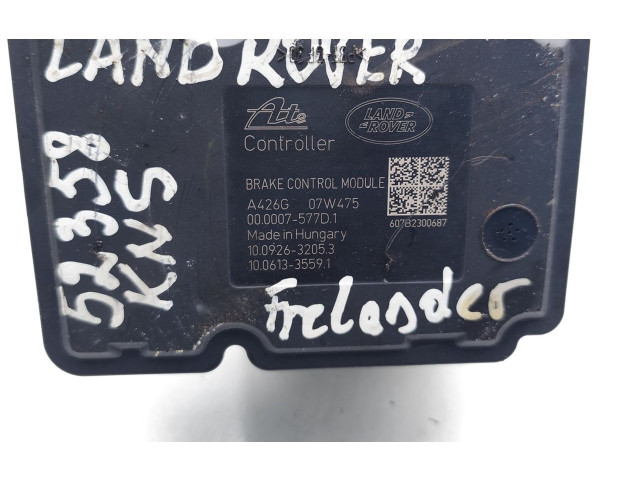 LAND ROVER
Ate
LAND ROVER
Controller
BRAKE CONTROL MODULE
A426G 07W475
00.0007-577D.1
607B2300687
Made in Hungary
10.0926-3205.3
10.0613-3559.1
52358
KN5
Frelander